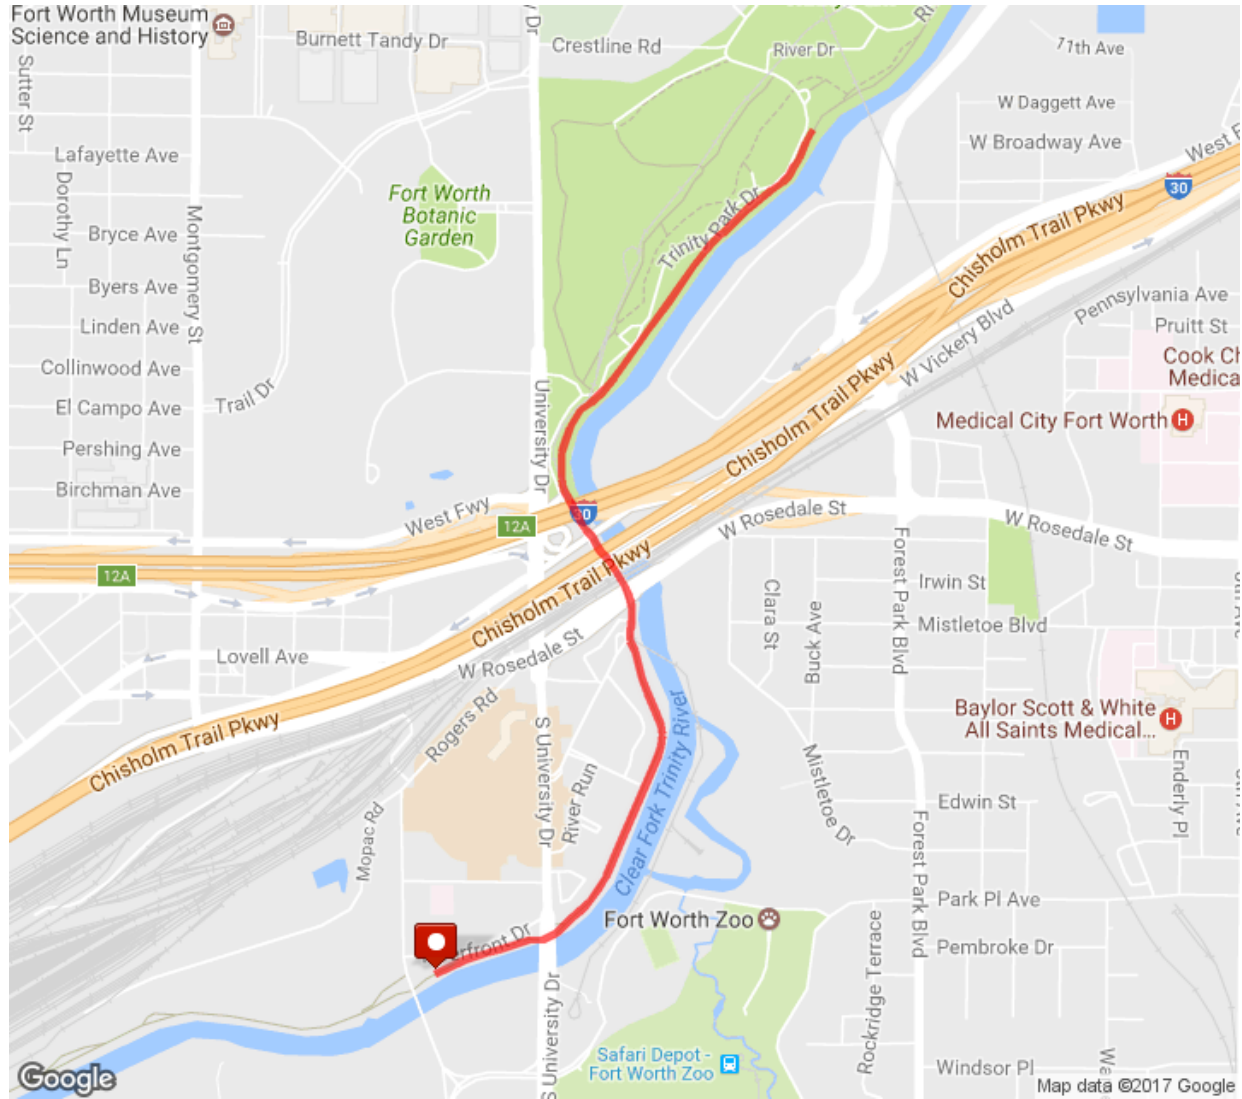 Fort Worth Museum
Science and History
Burnett Tandy Dr
Crestline Rd
River Dr
11th Ave
Sutter St
W Daggett Ave
W Broadway Ave
Lafayette Ave
Dorothy Ln
Fort Worth
Botanic
Garden
Trinity Park Dr
30
Chisholm Trail Pkwy
Montgomery St
Bryce Ave
Byers Ave
Pennsylvania Ave
Linden Ave
Pruitt St
W Vickery Blvd
Collinwood Ave
Trail Dr
El Campo Ave
University Dr
Chisholm Trail Pkwy
Medical City Fort Worth
H
Pershing Ave
Birchman Ave
West Fwy
12A
30
W Rosedale St
W Rosedale St
12A
Chisholm Trail Pkwy
Forest Park Blvd
Irwin St
Clara St
Buck Ave
Mistletoe Blvd
Lovell Ave
W Rosedale St
Rogers Rd
Chisholm Trail Pkwy
Clear Fork Trinity River
Baylor Scott & White
All Saints Medical...
H
S University Dr
River Run
Mistletoe Dr
Enderly Pl
Mopac Rd
Edwin St
Forest Park Blvd
Park Pl Ave
Fort Worth Zoo
Pembroke Dr
Rockridge Terrace
S University Dr
Safari Depot -
Fort Worth Zoo
Windsor Pl
Google
Map data ©2017 Google